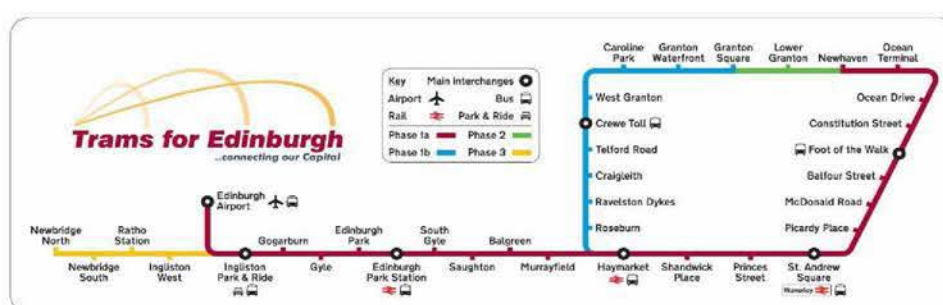 Trams for Edinburgh
...connecting our Capital
Key
Main Interchanges
Airport
Bus
Rail
Park & Ride
Phase 1a
Phase 2
Phase 1b
Phase 3
Caroline
Park
Granton
Waterfront
Granton
Square
Lower
Granton
Newhaven
Ocean
Terminal
West Granton
Crewe Toll
Telford Road
Craigleith
Ravelston Dykes
Roseburn
Ocean Drive
Constitution Street
Foot of the Walk
Balfour Street
McDonald Road
Picardy Place
Edinburgh
Airport
Newbridge
North
Ratho
Station
Gogarburn
Edinburgh
Park
South
Gyle
Balgreen
Newbridge
South
Ingliston
West
Ingliston
Park & Ride
Gyle
Edinburgh
Park Station
Saughton
Murrayfield
Haymarket
Shandwick
Place
Princes
Street
St. Andrew
Square
Waverley